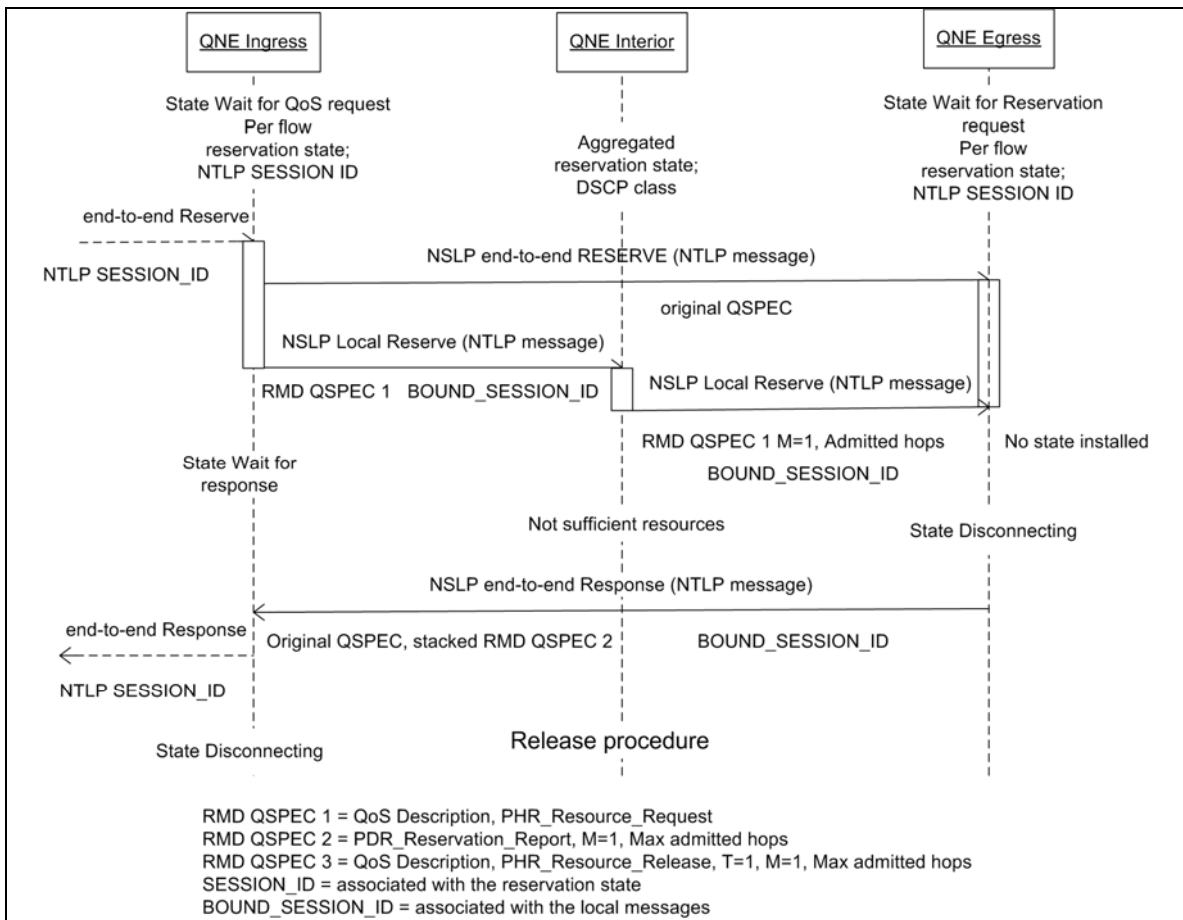 QNE Ingress
QNE Interior
QNE Egress
State Wait for QoS request
Per flow
reservation state;
NTLP SESSION ID
Aggregated
reservation state;
DSCP class
State Wait for Reservation
request
Per flow
reservation state;
NTLP SESSION ID
end-to-end Reserve
NTLP SESSION_ID
NSLP end-to-end RESERVE (NTLP message)
original QSPEC
NSLP Local Reserve (NTLP message)
RMD QSPEC 1 BOUND_SESSION_ID
NSLP Local Reserve (NTLP message)
RMD QSPEC 1 M=1, Admitted hops
BOUND_SESSION_ID
No state installed
State Wait for
response
Not sufficient resources
State Disconnecting
NSLP end-to-end Response (NTLP message)
end-to-end Response
Original QSPEC, stacked RMD QSPEC 2
BOUND_SESSION_ID
NTLP SESSION_ID
State Disconnecting
Release procedure
RMD QSPEC 1 = QoS Description, PHR_Resource_Request
RMD QSPEC 2 = PDR_Reservation_Report, M=1, Max admitted hops
RMD QSPEC 3 = QoS Description, PHR_Resource_Release, T=1, M=1, Max admitted hops
SESSION_ID = associated with the reservation state
BOUND_SESSION_ID = associated with the local messages